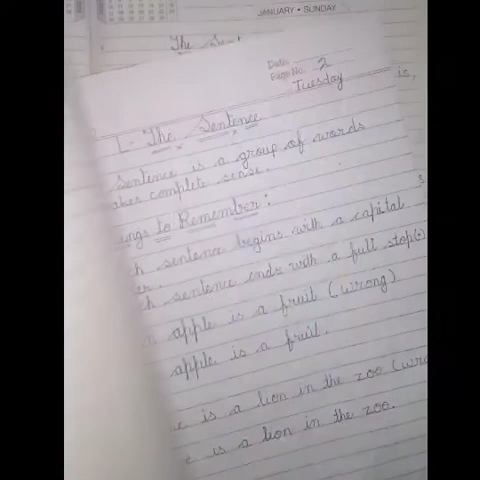 JANUARY • SUNDAY
The
Date:
Page No. 2
Tuesday
is,
L- The Sentence
Sentence is a group of words
complete sense.
to Remember:
sentence begins with a capital
s
sentence ends with a full stop(.)
apple is a fruit (wrong)
apple is a fruit.
is a lion in the zoo (wro
is a lion in the zoo.